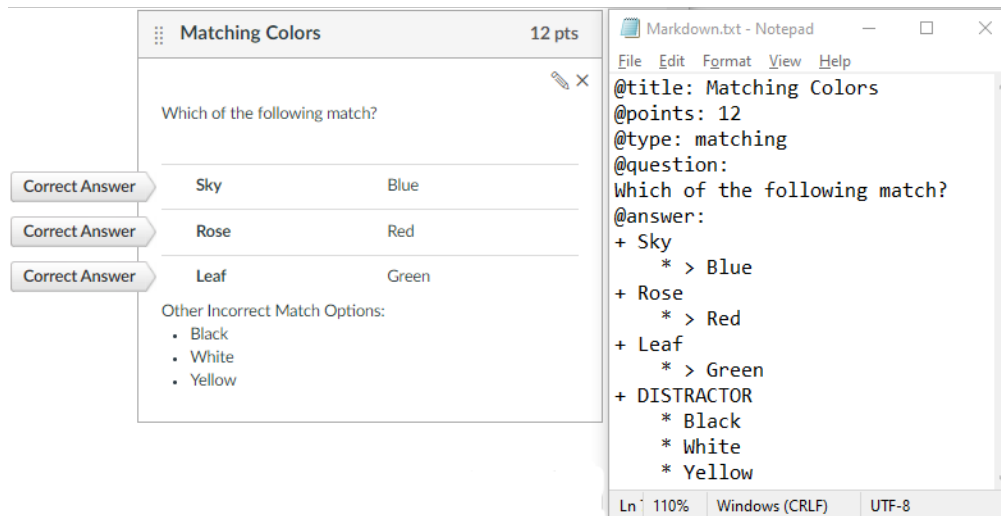 Matching Colors 12 pts
Which of the following match?
Correct Answer Sky Blue
Correct Answer Rose Red
Correct Answer Leaf Green
Other Incorrect Match Options:
• Black
• White
• Yellow
Markdown.txt - Notepad
File Edit Format View Help
@title: Matching Colors
@points: 12
@type: matching
@question:
Which of the following match?
@answer:
+ Sky
    * > Blue
+ Rose
    * > Red
+ Leaf
    * > Green
+ DISTRACTOR
    * Black
    * White
    * Yellow
Ln 110% Windows (CRLF) UTF-8